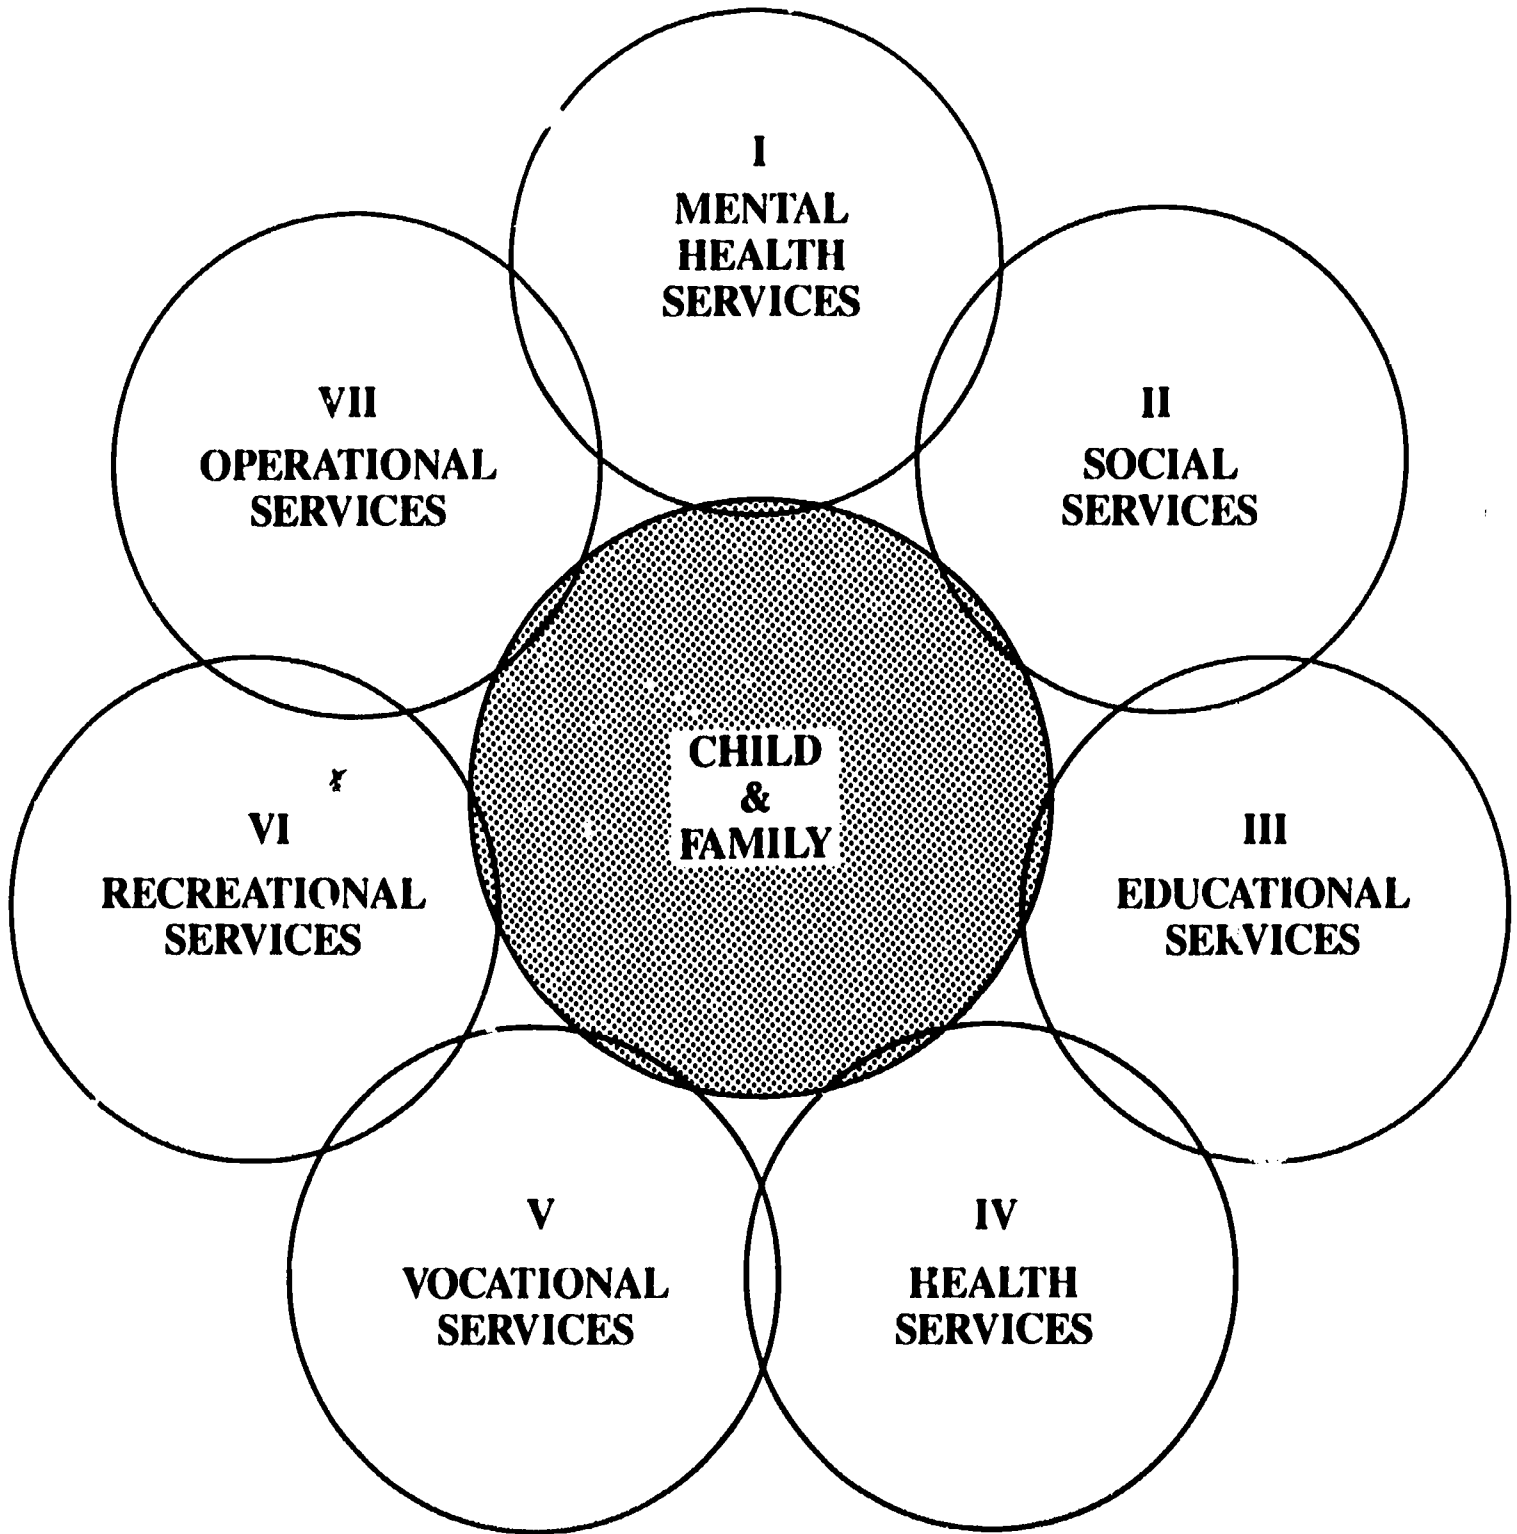 I
MENTAL
HEALTH
SERVICES
II
SOCIAL
SERVICES
III
EDUCATIONAL
SERVICES
IV
HEALTH
SERVICES
V
VOCATIONAL
SERVICES
VI
RECREATIONAL
SERVICES
VII
OPERATIONAL
SERVICES
CHILD
&
FAMILY